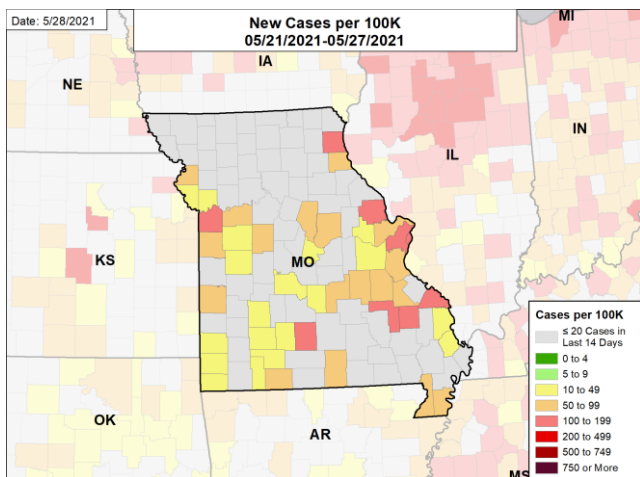 Date: 5/28/2021
New Cases per 100K
05/21/2021-05/27/2021
MI
IA
NE
IL
IN
KS
MO
OK
AR
MS
Cases per 100K
≤ 20 Cases in
Last 14 Days
0 to 4
5 to 9
10 to 49
50 to 99
100 to 199
200 to 499
500 to 749
750 or More